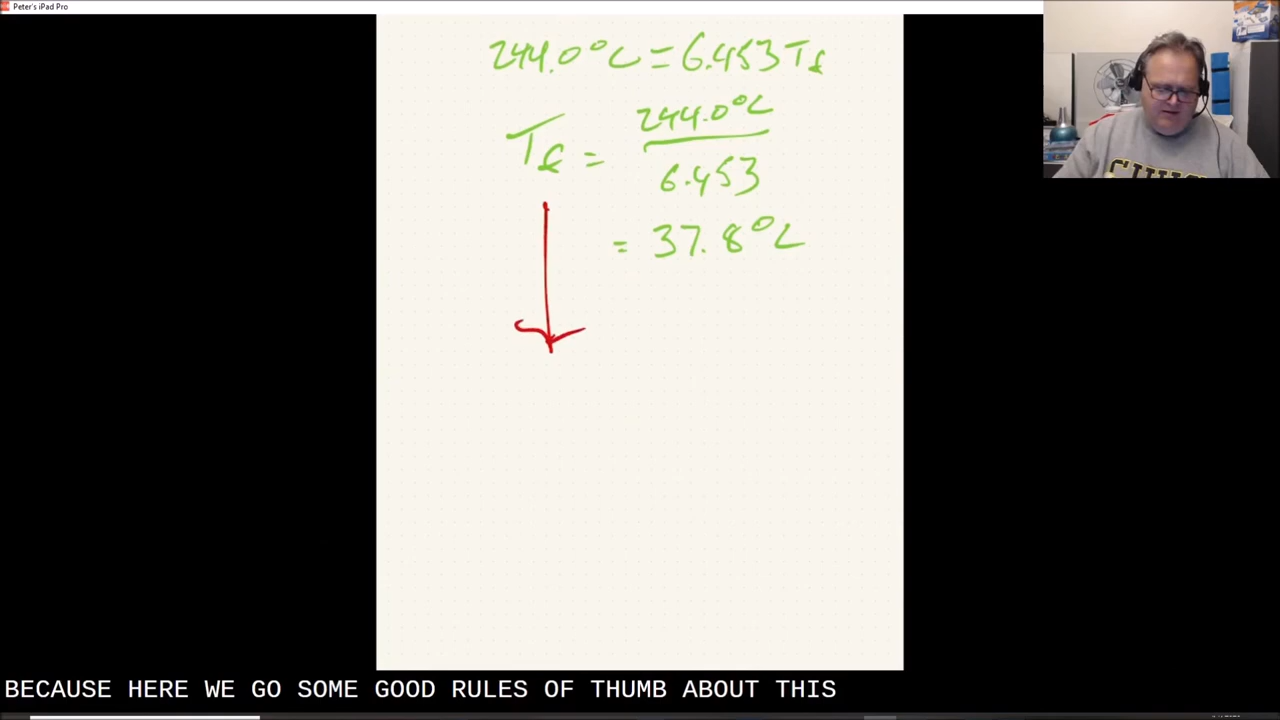 Peter's iPad Pro
244.0°C = 6.453 Tf
Tf = 244.0°C / 6.453
= 37.8°C
BECAUSE HERE WE GO SOME GOOD RULES OF THUMB ABOUT THIS